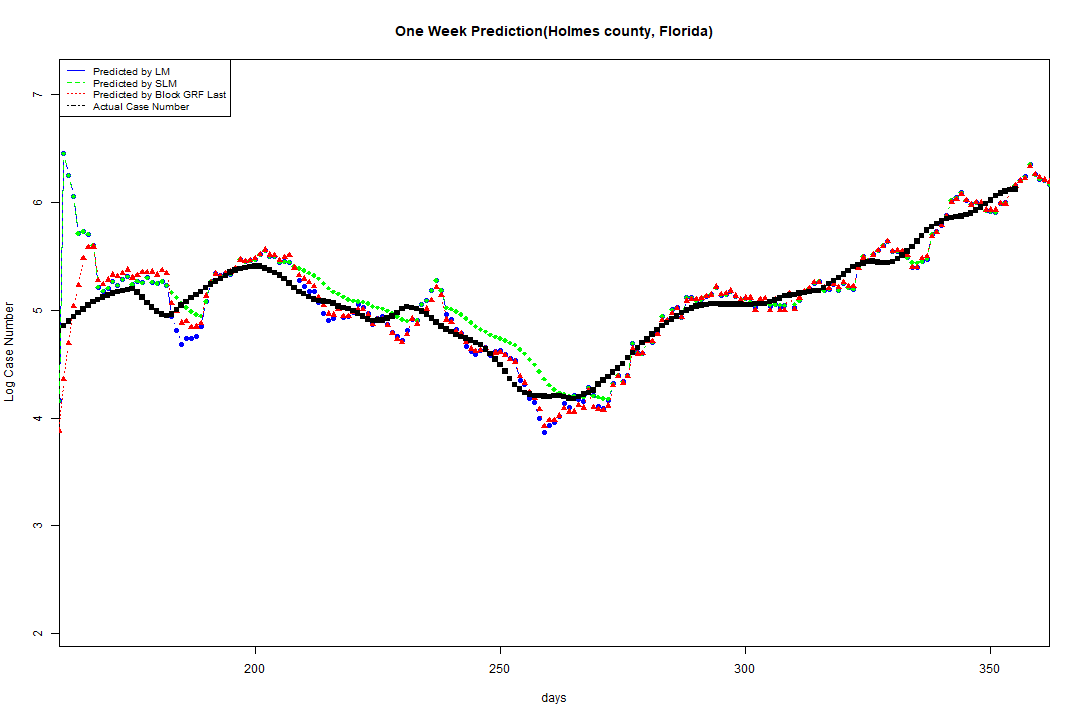 One Week Prediction(Holmes county, Florida)
Predicted by LM
Predicted by SLM
Predicted by Block GRF Last
Actual Case Number
7
6
5
4
3
2
Log Case Number
200
250
300
350
days